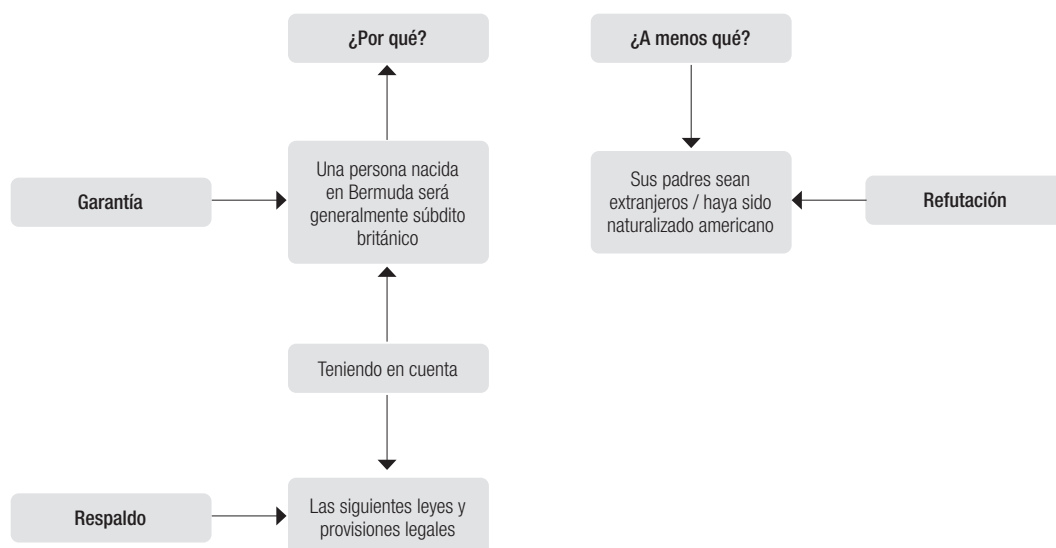 ¿Por qué?
¿A menos qué?
Garantía
Una persona nacida
en Bermuda será
generalmente súbdito
británico
Sus padres sean
extranjeros / haya sido
naturalizado americano
Refutación
Teniendo en cuenta
Respaldo
Las siguientes leyes y
provisiones legales